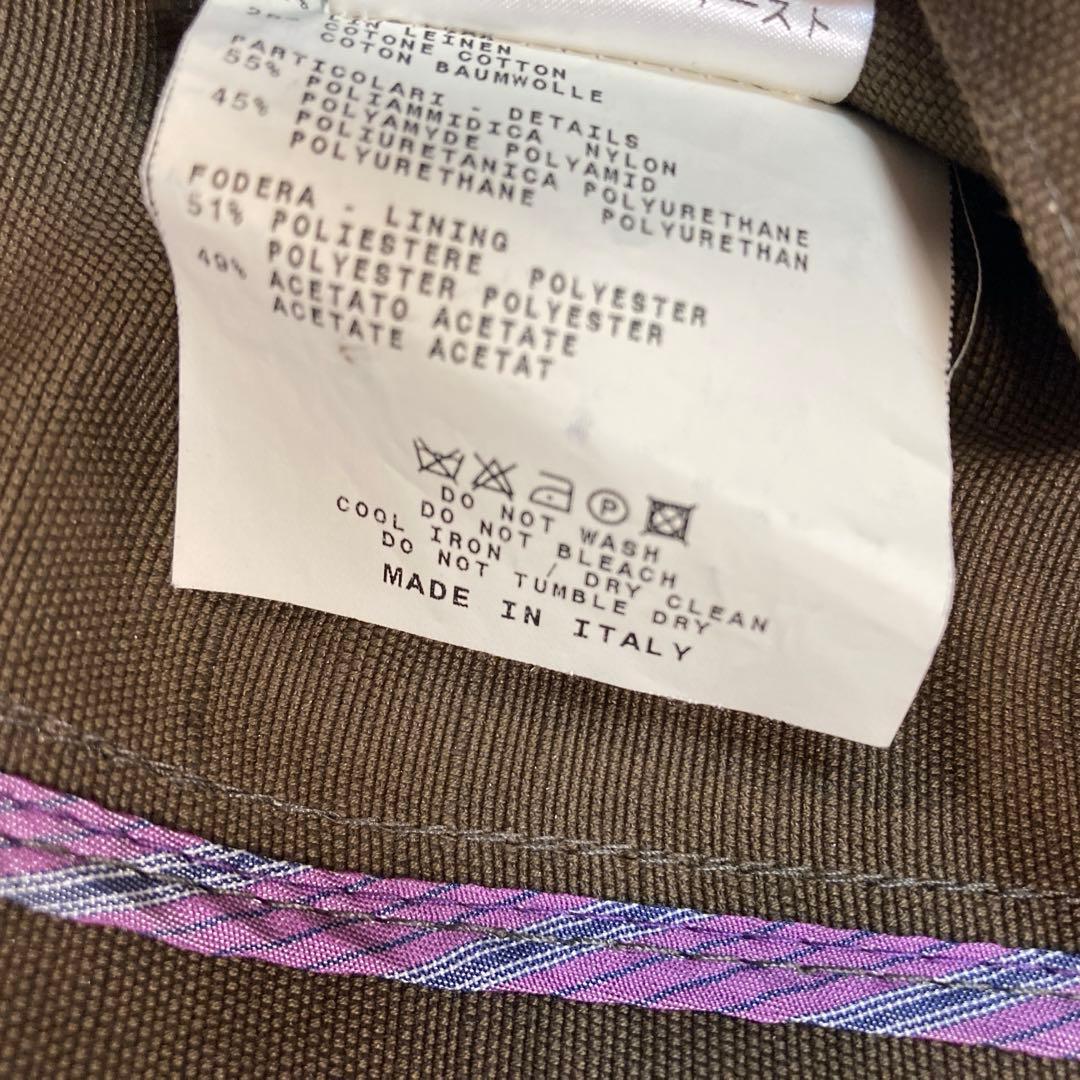 スト
LEINEN
COTONE COTTON
COTON BAUMWOLLE
PARTICOLARI - DETAILS
55% POLIAMMIDICA NYLON
POLYAMYDE POLYAMID
45% POLIURETANICA POLYURETHANE
POLYURETHANE POLYURETHAN
FODERA - LINING
51% POLIESTERE POLYESTER
POLYESTER POLYESTER
49% ACETATO ACETATE
ACETATE ACETAT
P
DO NOT WASH
DO NOT BLEACH
COOL IRON / DRY CLEAN
DO NOT TUMBLE DRY
MADE IN ITALY